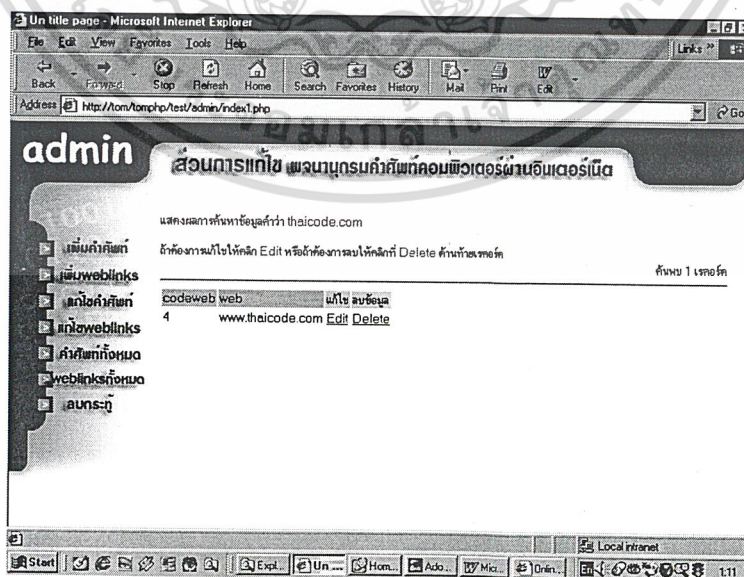 Un title page - Microsoft Internet Explorer
File Edit View Favorites Tools Help
Links »
Back Forward Stop Refresh Home Search Favorites History Mail Print Edit
Address http://tom/tomphp/test/admin/index1.php Go
admin
ส่วนการแก้ไข พจนานุกรมคำศัพท์คอมพิวเตอร์ผ่านอินเตอร์เน็ต
แสดงผลการค้นหาข้อมูลคำว่า thaicode.com
ถ้าต้องการแก้ไขให้คลิก Edit หรือถ้าต้องการลบให้คลิกที่ Delete ด้านท้ายเรคอร์ด
ค้นพบ 1 เรคอร์ด
เพิ่มคำศัพท์
เพิ่มweblinks
แก้ไขคำศัพท์
แก้ไขweblinks
คำศัพท์ทั้งหมด
weblinksทั้งหมด
ลบกระทู้
codeweb web แก้ไข ลบข้อมูล
4 www.thaicode.com Edit Delete
Local intranet
Start Expl... Un ... Hom... Ado... Mic... Onlin... 1:11